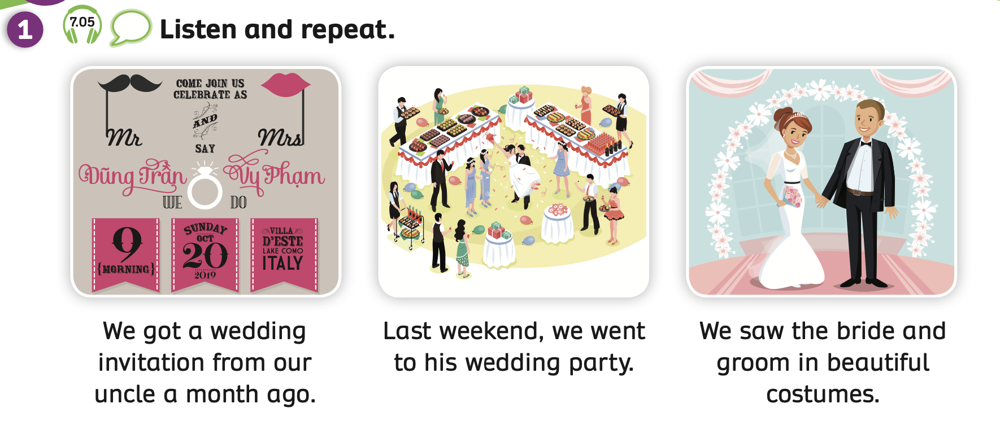 1 7.05 Listen and repeat.
COME JOIN US
CELEBRATE AS
Mr AND Mrs
SAY
Dũng Trần Vy Phạm
WE DO
9
{MORNING}
SUNDAY
OCT
20
2019
VILLA
D'ESTE
LAKE COMO
ITALY
We got a wedding
invitation from our
uncle a month ago.
Last weekend, we went
to his wedding party.
We saw the bride and
groom in beautiful
costumes.